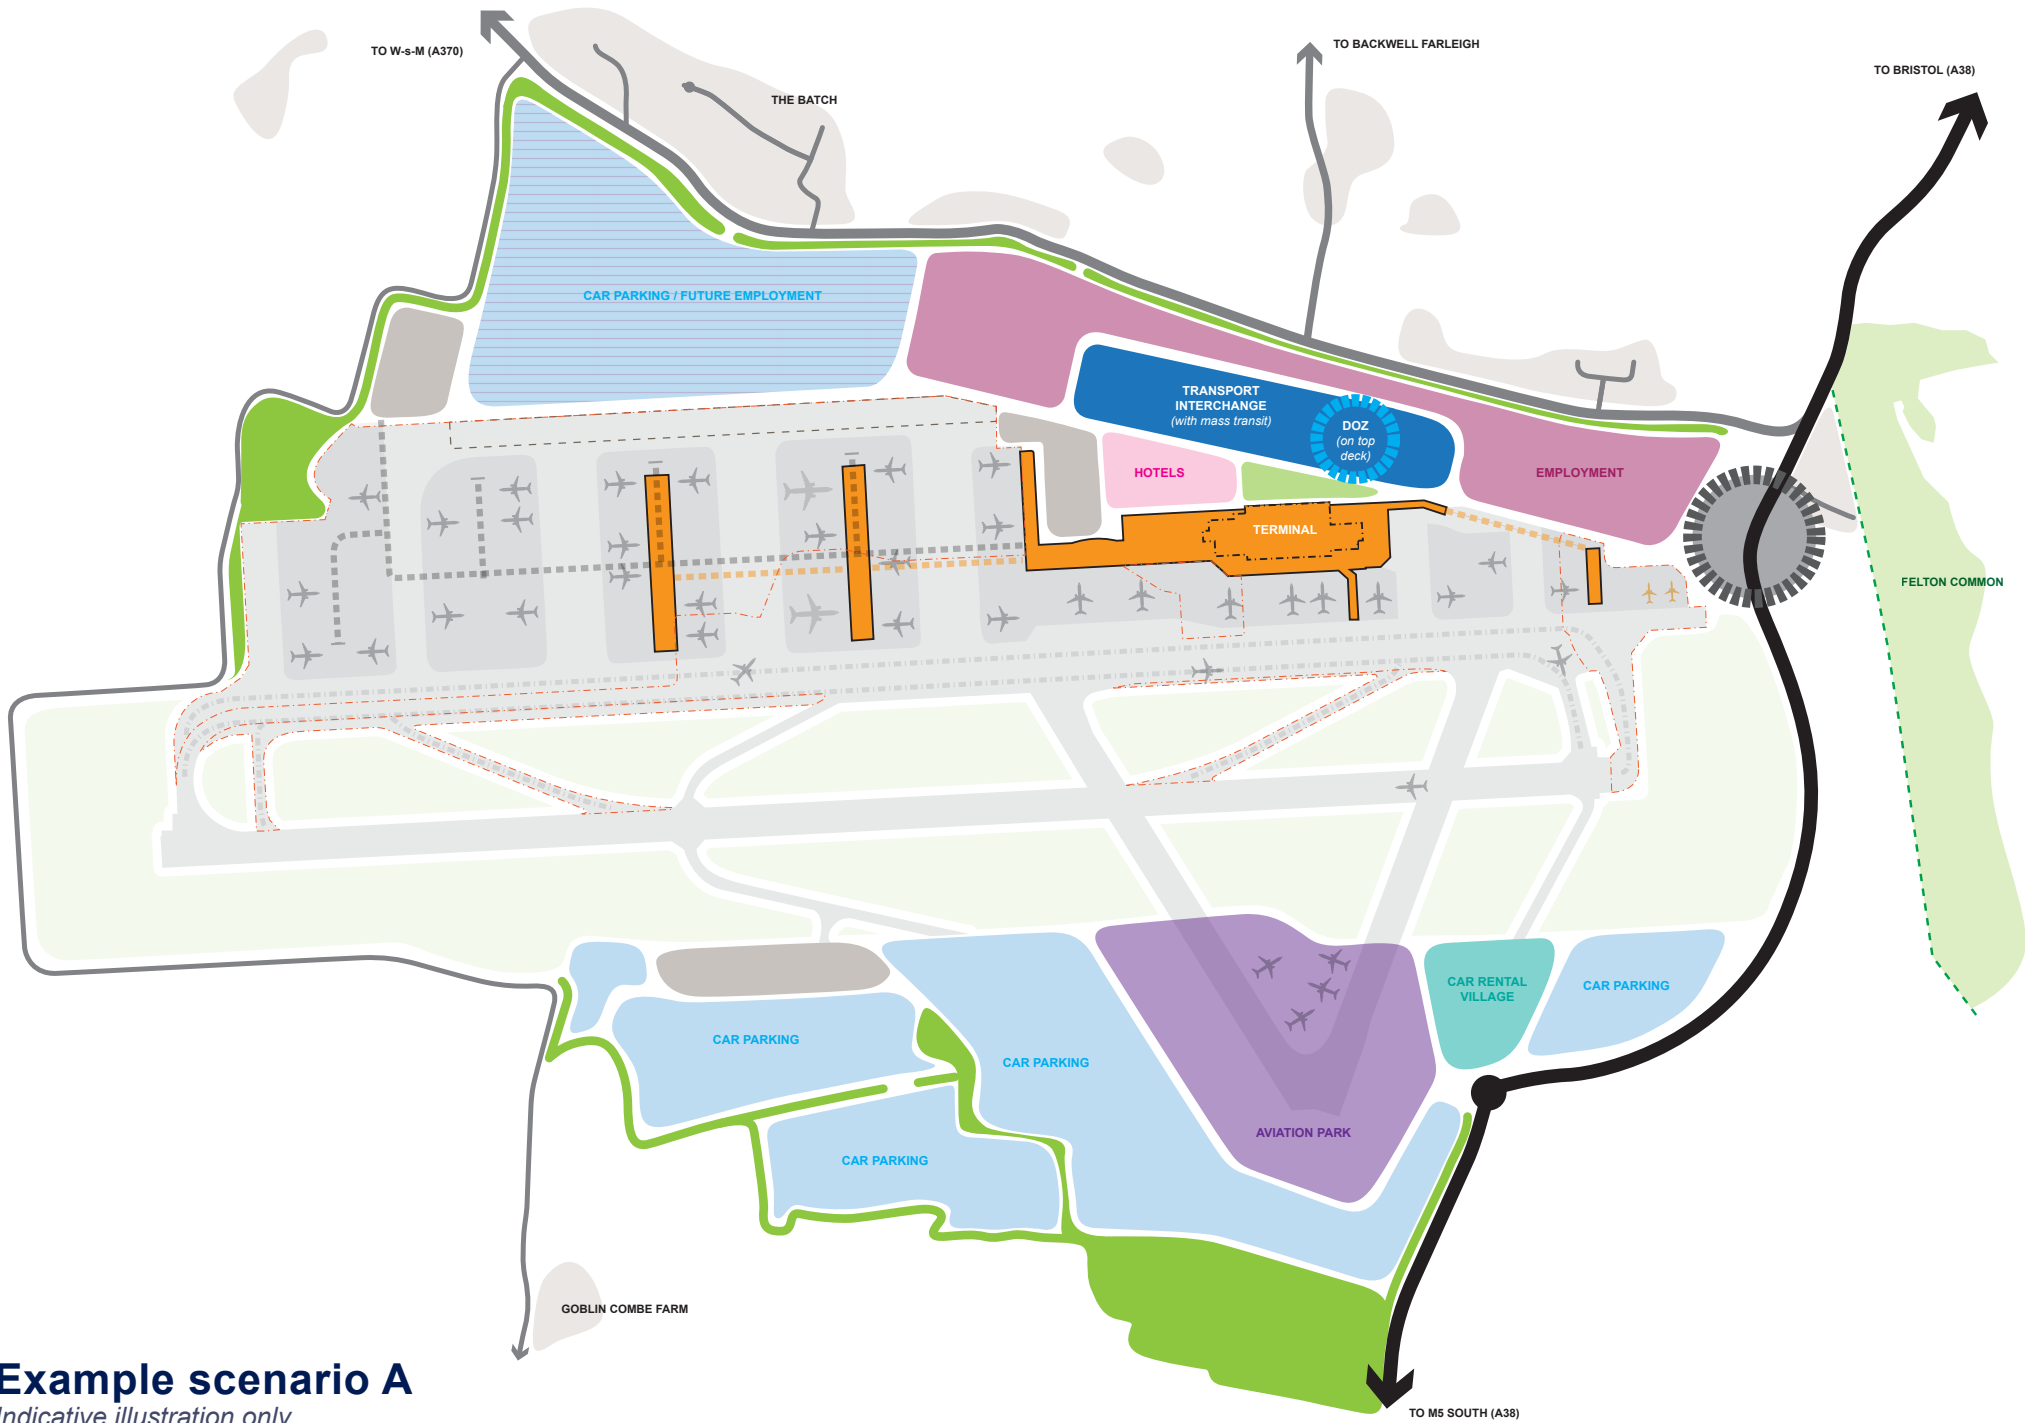 TO W-s-M (A370)
TO BACKWELL FARLEIGH
TO BRISTOL (A38)
THE BATCH
CAR PARKING / FUTURE EMPLOYMENT
TRANSPORT
INTERCHANGE
(with mass transit)
DOZ
(on top
deck)
HOTELS
EMPLOYMENT
TERMINAL
FELTON COMMON
CAR RENTAL
VILLAGE
CAR PARKING
CAR PARKING
CAR PARKING
AVIATION PARK
CAR PARKING
GOBLIN COMBE FARM
Example scenario A
Indicative illustration only
TO M5 SOUTH (A38)